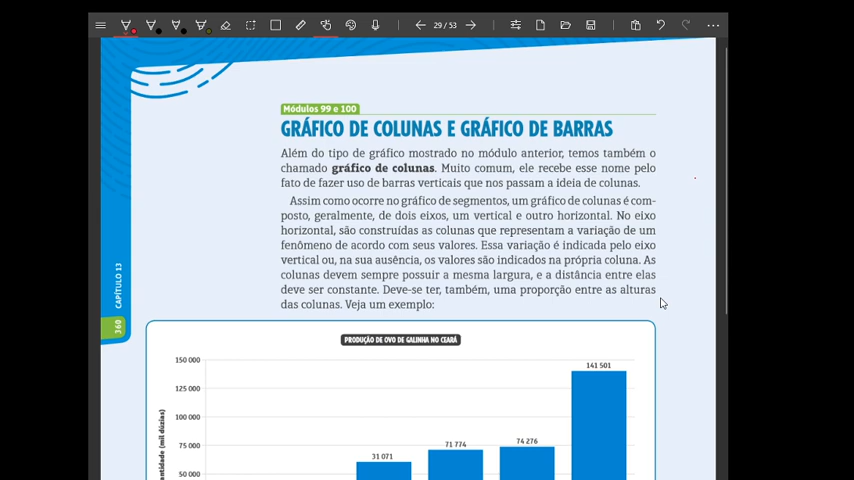 29 / 53
Módulos 99 e 100
GRÁFICO DE COLUNAS E GRÁFICO DE BARRAS
Além do tipo de gráfico mostrado no módulo anterior, temos também o
chamado gráfico de colunas. Muito comum, ele recebe esse nome pelo
fato de fazer uso de barras verticais que nos passam a ideia de colunas.
Assim como ocorre no gráfico de segmentos, um gráfico de colunas é com-
posto, geralmente, de dois eixos, um vertical e outro horizontal. No eixo
horizontal, são construídas as colunas que representam a variação de um
fenômeno de acordo com seus valores. Essa variação é indicada pelo eixo
vertical ou, na sua ausência, os valores são indicados na própria coluna. As
colunas devem sempre possuir a mesma largura, e a distância entre elas
deve ser constante. Deve-se ter, também, uma proporção entre as alturas
das colunas. Veja um exemplo:
CAPÍTULO 13
360
PRODUÇÃO DE OVO DE GALINHA NO CEARÁ
150 000
141 501
125 000
100 000
75 000
74 276
71 774
31 071
50 000
antidade (mil dúzias)